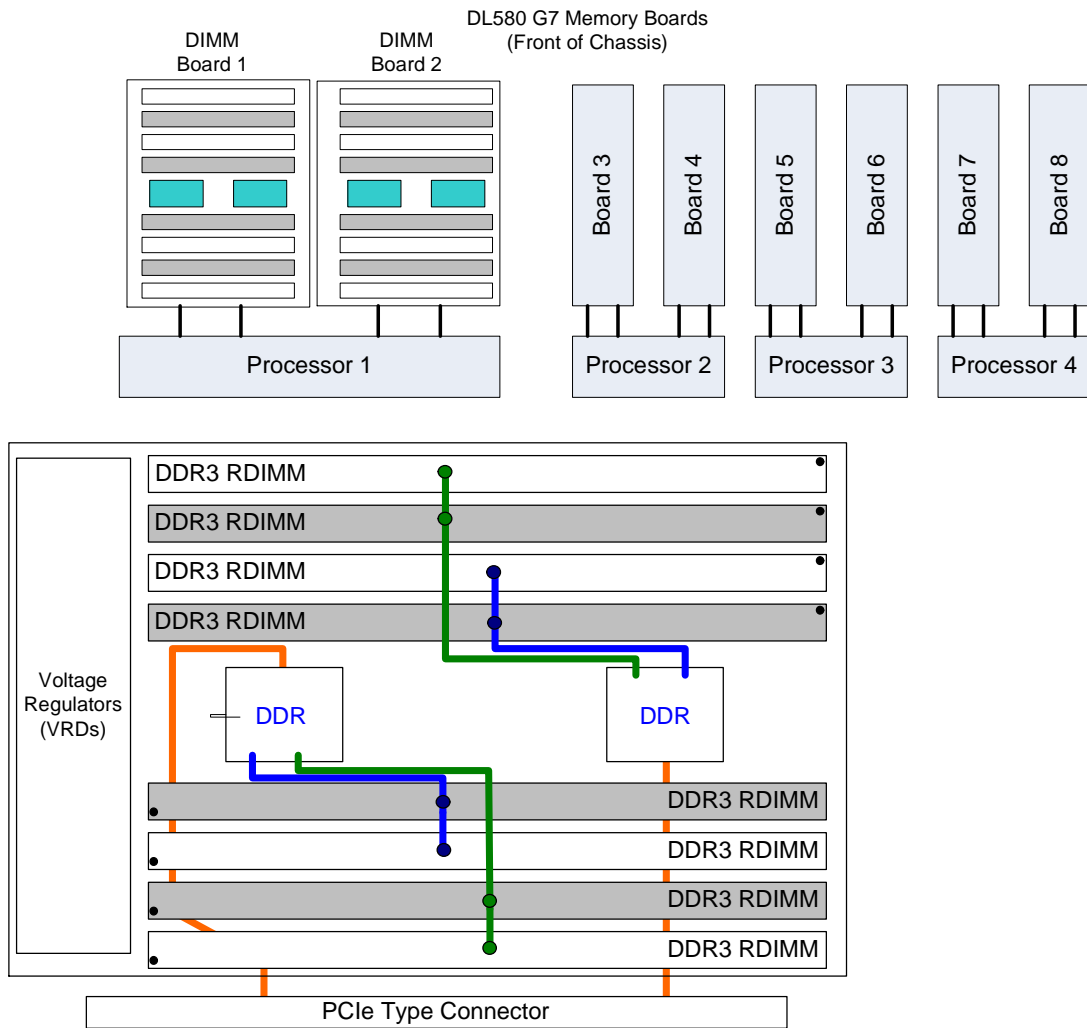 DL580 G7 Memory Boards
(Front of Chassis)
DIMM
Board 1
DIMM
Board 2
Board 3
Board 4
Board 5
Board 6
Board 7
Board 8
Processor 1
Processor 2
Processor 3
Processor 4
DDR3 RDIMM
DDR3 RDIMM
DDR3 RDIMM
DDR3 RDIMM
Voltage
Regulators
(VRDs)
DDR
DDR
DDR3 RDIMM
DDR3 RDIMM
DDR3 RDIMM
DDR3 RDIMM
PCIe Type Connector